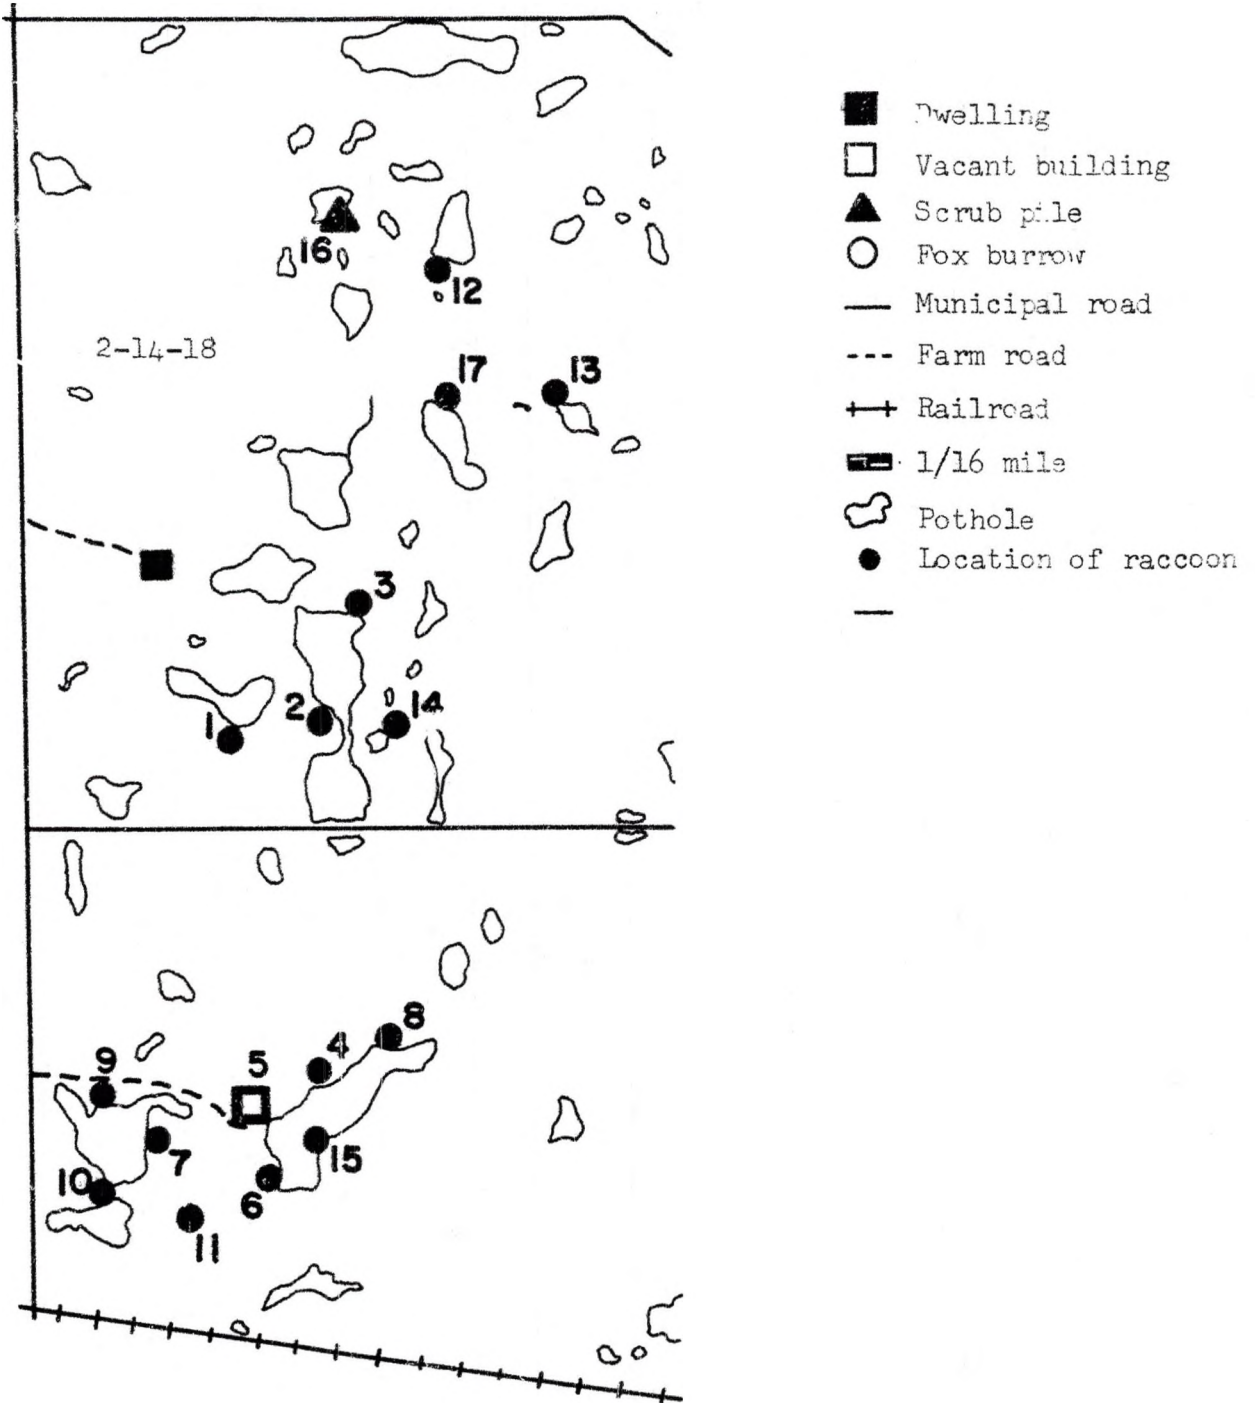 16
12
2-14-18
17
13
3
2
14
1
8
4
9
5
7
15
10
6
11
Dwelling
Vacant building
Scrub pile
Fox burrow
Municipal road
Farm road
Railroad
1/16 mile
Pothole
Location of raccoon